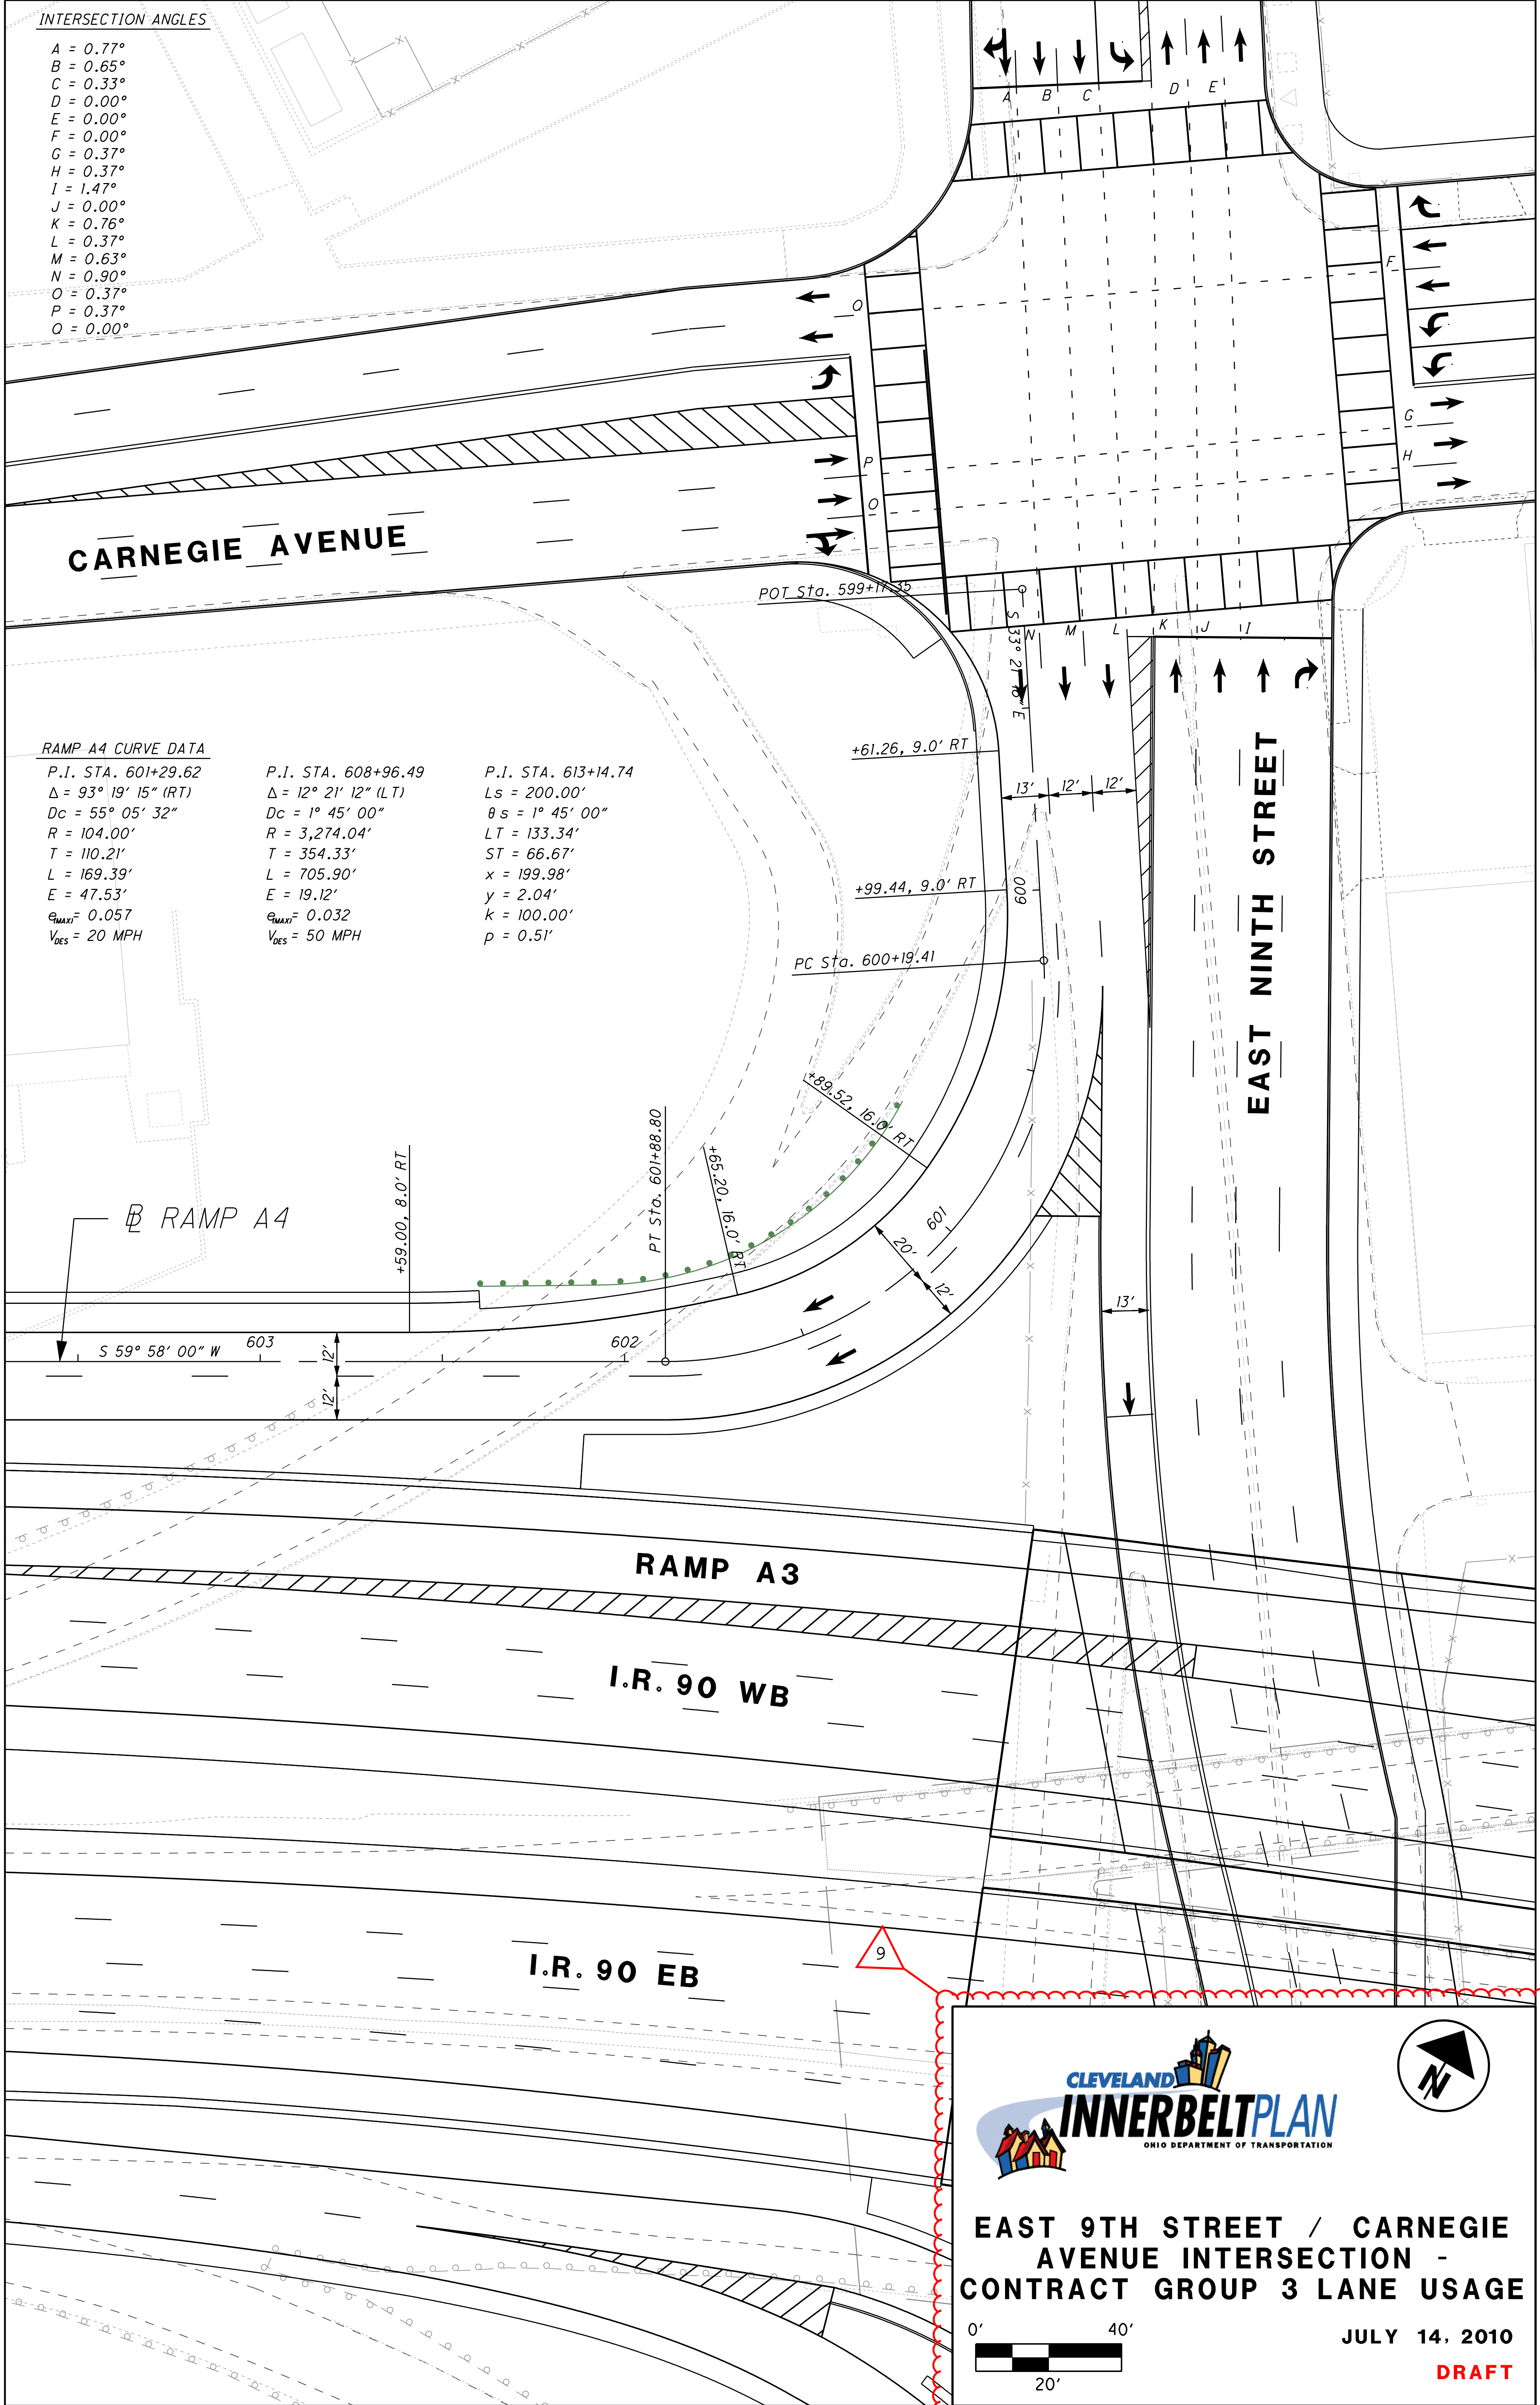 INTERSECTION ANGLES
A = 0.77°
B = 0.65°
C = 0.33°
D = 0.00°
E = 0.00°
F = 0.00°
G = 0.37°
H = 0.37°
I = 1.47°
J = 0.00°
K = 0.76°
L = 0.37°
M = 0.63°
N = 0.90°
O = 0.37°
P = 0.37°
Q = 0.00°
A B C D E
F
Q
G
P
H
O
CARNEGIE AVENUE
POT Sta. 599+17.35
N M L K J I
S 33° 21' E
EAST NINTH STREET
RAMP A4 CURVE DATA
P.I. STA. 601+29.62
Δ = 93° 19' 15" (RT)
Dc = 55° 05' 32"
R = 104.00'
T = 110.21'
L = 169.39'
E = 47.53'
e(MAX) = 0.057
VDES = 20 MPH
P.I. STA. 608+96.49
Δ = 12° 21' 12" (LT)
Dc = 1° 45' 00"
R = 3,274.04'
T = 354.33'
L = 705.90'
E = 19.12'
e(MAX) = 0.032
VDES = 50 MPH
P.I. STA. 613+14.74
Ls = 200.00'
θs = 1° 45' 00"
LT = 133.34'
ST = 66.67'
x = 199.98'
y = 2.04'
k = 100.00'
p = 0.51'
+61.26, 9.0' RT
13' 12' 12'
+99.44, 9.0' RT
600
PC Sta. 600+19.41
+89.52, 16.0' RT
+65.20, 16.0' RT
PT Sta. 601+88.80
+59.00, 8.0' RT
BL RAMP A4
601
20'
12'
13'
S 59° 58' 00" W
603
602
12'
12'
RAMP A3
I.R. 90 WB
I.R. 90 EB
9
CLEVELAND
INNERBELTPLAN
OHIO DEPARTMENT OF TRANSPORTATION
N
EAST 9TH STREET / CARNEGIE
AVENUE INTERSECTION -
CONTRACT GROUP 3 LANE USAGE
0' 40'
20'
JULY 14, 2010
DRAFT